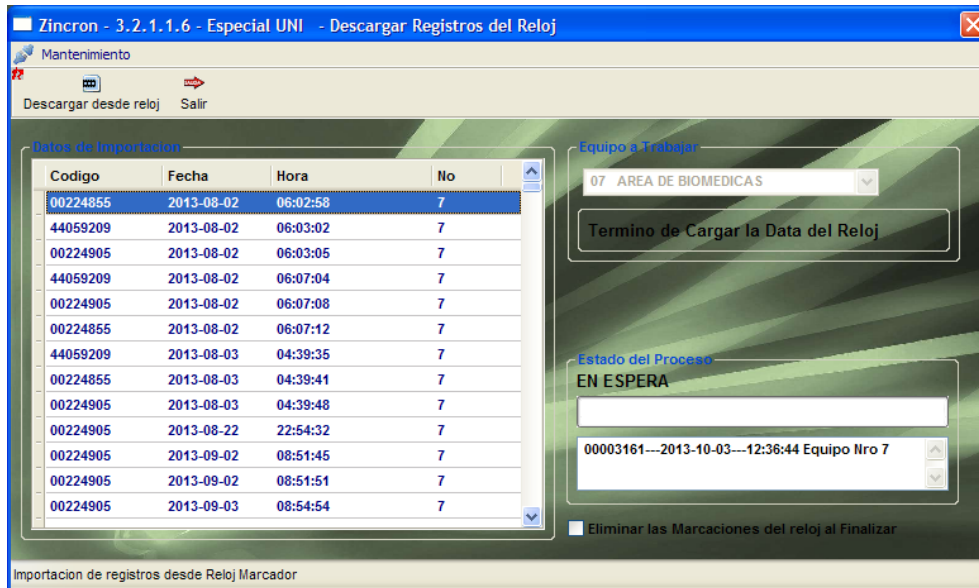 Zincron - 3.2.1.1.6 - Especial UNI - Descargar Registros del Reloj
Mantenimiento
Descargar desde reloj Salir
Datos de Importacion
Codigo Fecha Hora No
00224855 2013-08-02 06:02:58 7
44059209 2013-08-02 06:03:02 7
00224905 2013-08-02 06:03:05 7
44059209 2013-08-02 06:07:04 7
00224905 2013-08-02 06:07:08 7
00224855 2013-08-02 06:07:12 7
44059209 2013-08-03 04:39:35 7
00224855 2013-08-03 04:39:41 7
00224905 2013-08-03 04:39:48 7
00224905 2013-08-22 22:54:32 7
00224905 2013-09-02 08:51:45 7
00224905 2013-09-02 08:51:51 7
00224905 2013-09-03 08:54:54 7
Equipo a Trabajar
07 AREA DE BIOMEDICAS
Termino de Cargar la Data del Reloj
Estado del Proceso
EN ESPERA
00003161---2013-10-03---12:36:44 Equipo Nro 7
Eliminar las Marcaciones del reloj al Finalizar
Importacion de registros desde Reloj Marcador